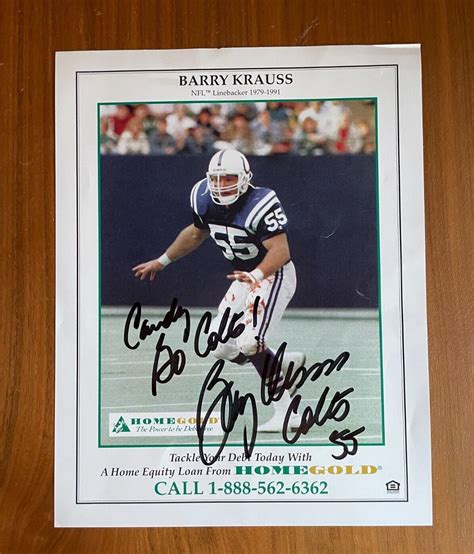 BARRY KRAUSS
NFL™ Linebacker 1979-1991
55
Candy
Go Colts!
Barry Krauss
Colts
55
HOMEGOLD®
The Power to be Debt Free
Tackle Your Debt Today With
A Home Equity Loan From HOMEGOLD®
CALL 1-888-562-6362